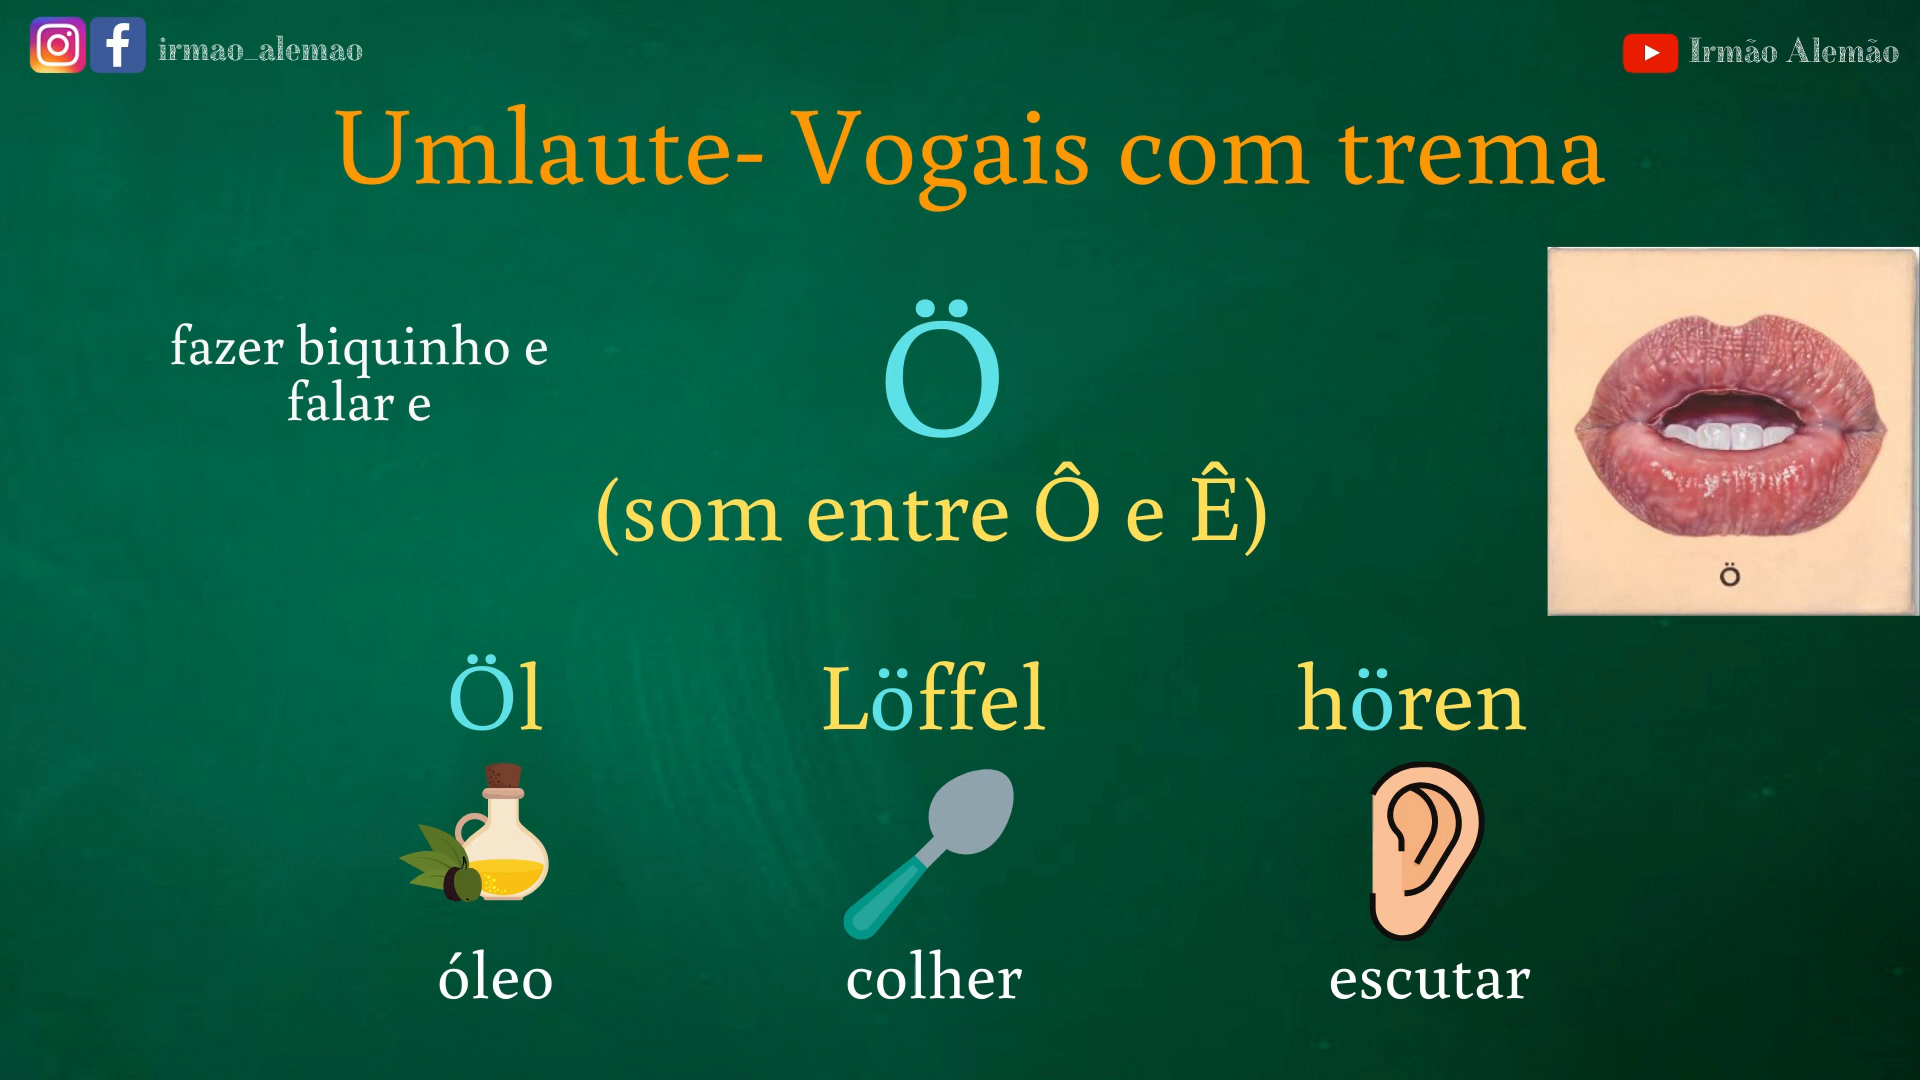 irmao_alemao
Irmão Alemão
Umlaute- Vogais com trema
fazer biquinho e
falar e
Ö
(som entre Ô e Ê)
Ö
Öl
Löffel
hören
óleo
colher
escutar